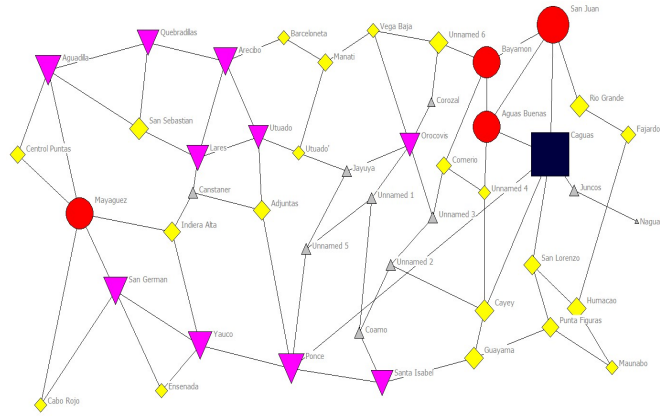 San Juan
Vega Baja
Unnamed 6
Quebradillas
Barceloneta
Bayamon
Arecibo
Aguadilla
Manati
Rio Grande
Corozal
Aguas Buenas
San Sebastian
Utuado
Fajardo
Orocovis
Caguas
Central Puntas
Lares
Utuado'
Comerio
Jayuya
Canstaner
Unnamed 4
Juncos
Unnamed 1
Mayaguez
Adjuntas
Unnamed 3
Nagua
Indera Alta
Unnamed 5
Unnamed 2
San Lorenzo
San German
Humacao
Cayey
Punta Figuras
Coamo
Yauco
Guayama
Ponce
Maunabo
Santa Isabel
Ensenada
Cabo Rojo